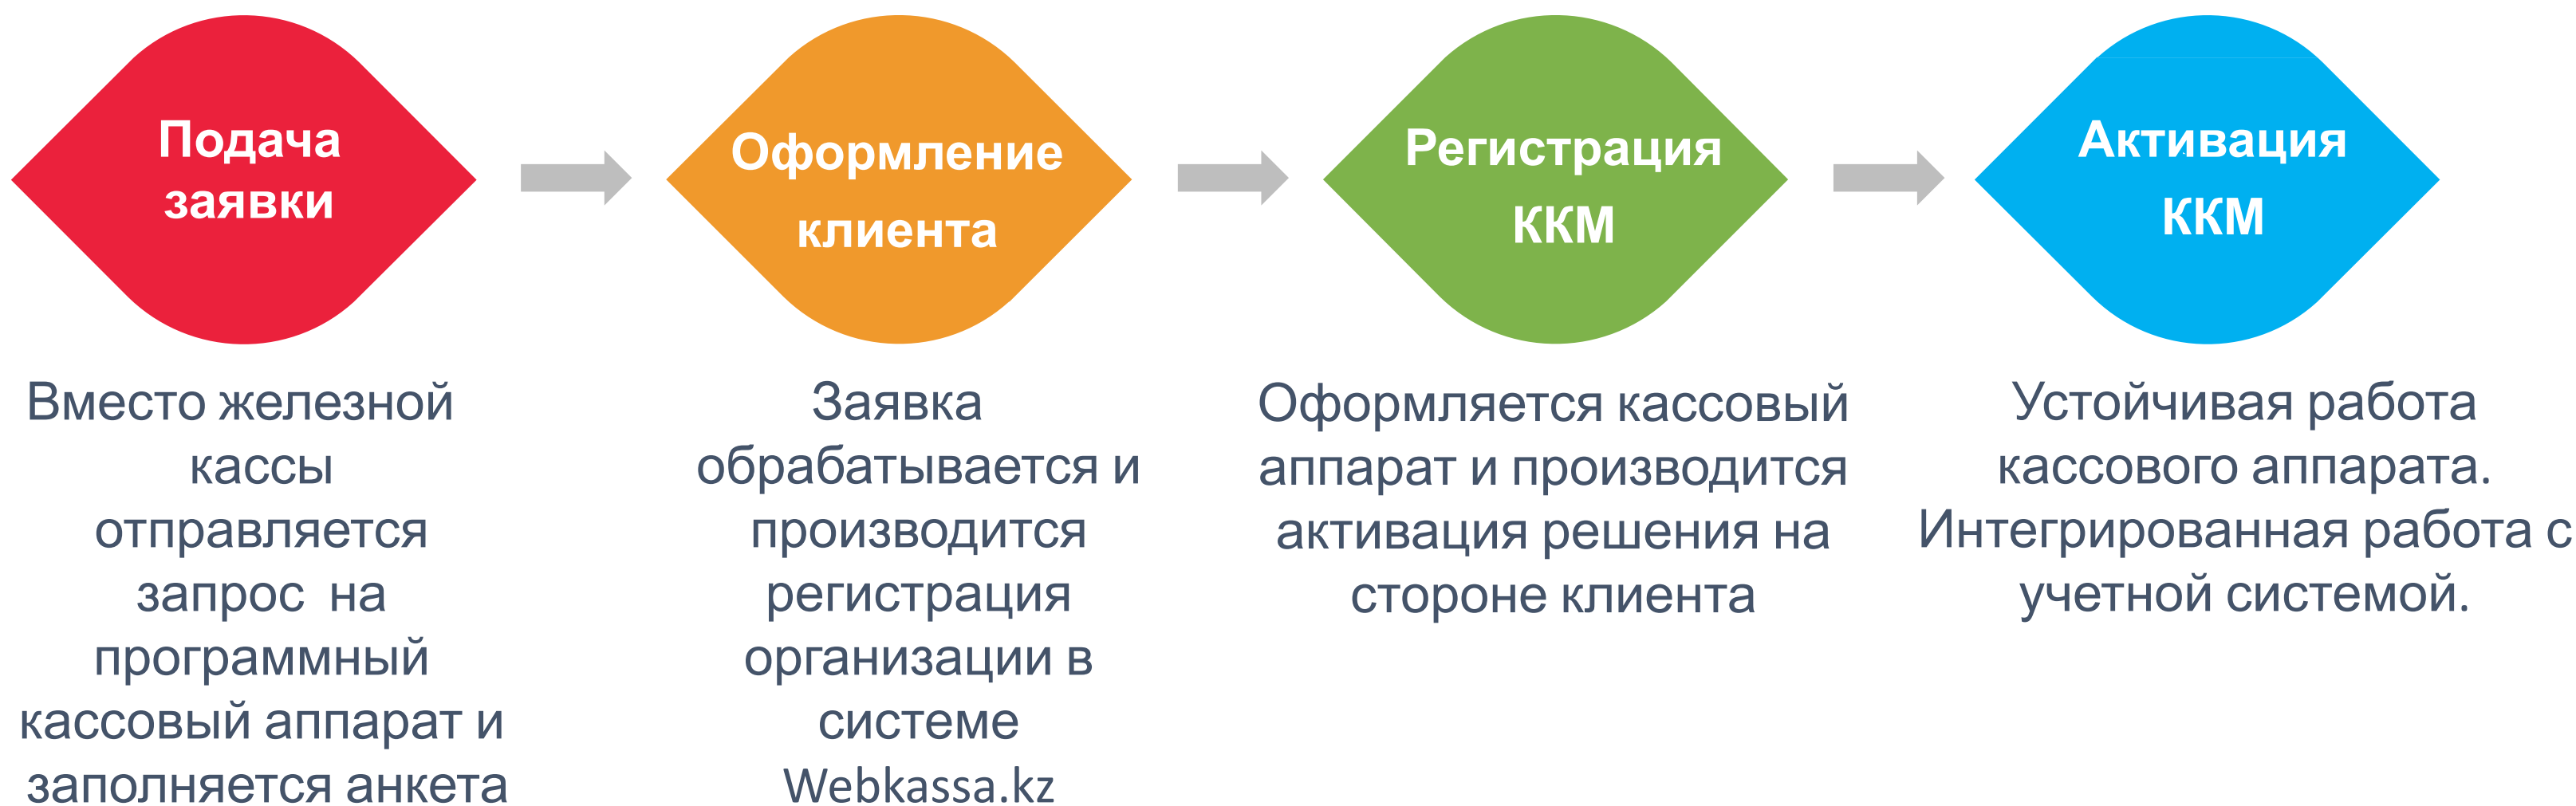 Подача
заявки
Оформление
клиента
Регистрация
ККМ
Активация
ККМ
Вместо железной
кассы
отправляется
запрос на
программный
кассовый аппарат и
заполняется анкета
Заявка
обрабатывается и
производится
регистрация
организации в
системе
Webkassa.kz
Оформляется кассовый
аппарат и производится
активация решения на
стороне клиента
Устойчивая работа
кассового аппарата.
Интегрированная работа с
учетной системой.